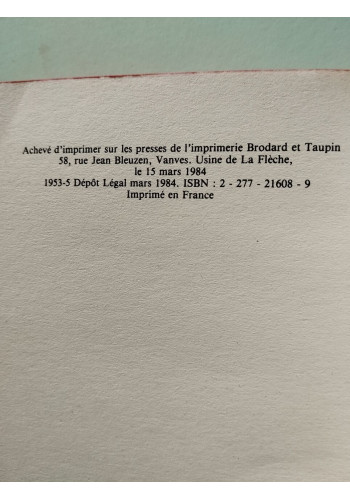 Achevé d'imprimer sur les presses de l'imprimerie Brodard et Taupin
58, rue Jean Bleuzen, Vanves. Usine de La Flèche,
le 15 mars 1984
1953-5 Dépôt Légal mars 1984. ISBN : 2 - 277 - 21608 - 9
Imprimé en France